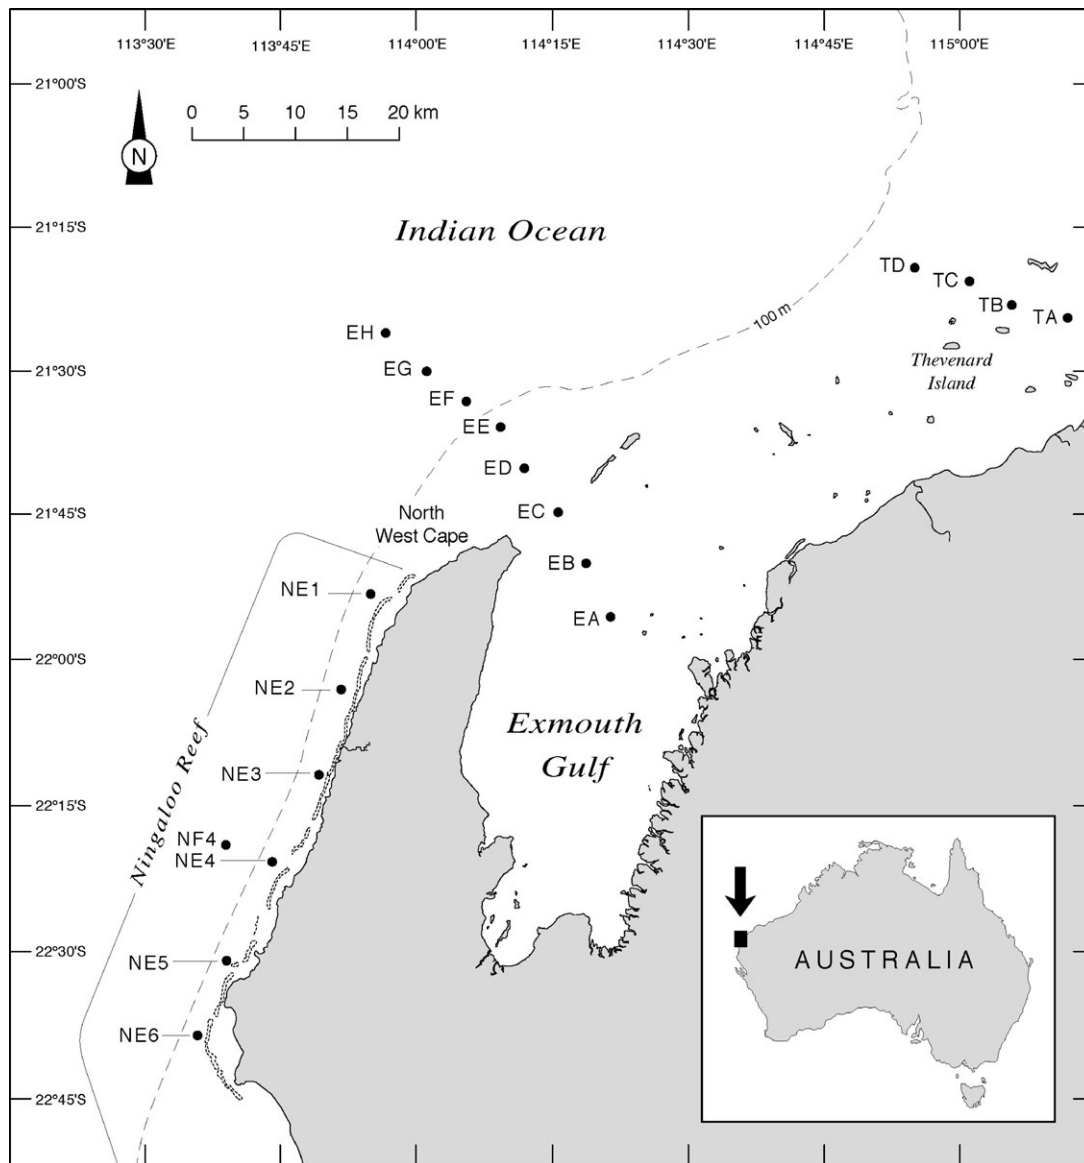 113°30'E 113°45'E 114°00'E 114°15'E 114°30'E 114°45'E 115°00'E
21°00'S
0 5 10 15 20 km
N
21°15'S
Indian Ocean
TD
TC
TB
TA
100 m
EH
Thevenard
Island
21°30'S
EG
EF
EE
ED
EC
21°45'S
North
West Cape
EB
NE1
EA
22°00'S
NE2
Exmouth
Gulf
NE3
22°15'S
Ningaloo Reef
NF4
NE4
22°30'S
NE5
NE6
22°45'S
AUSTRALIA